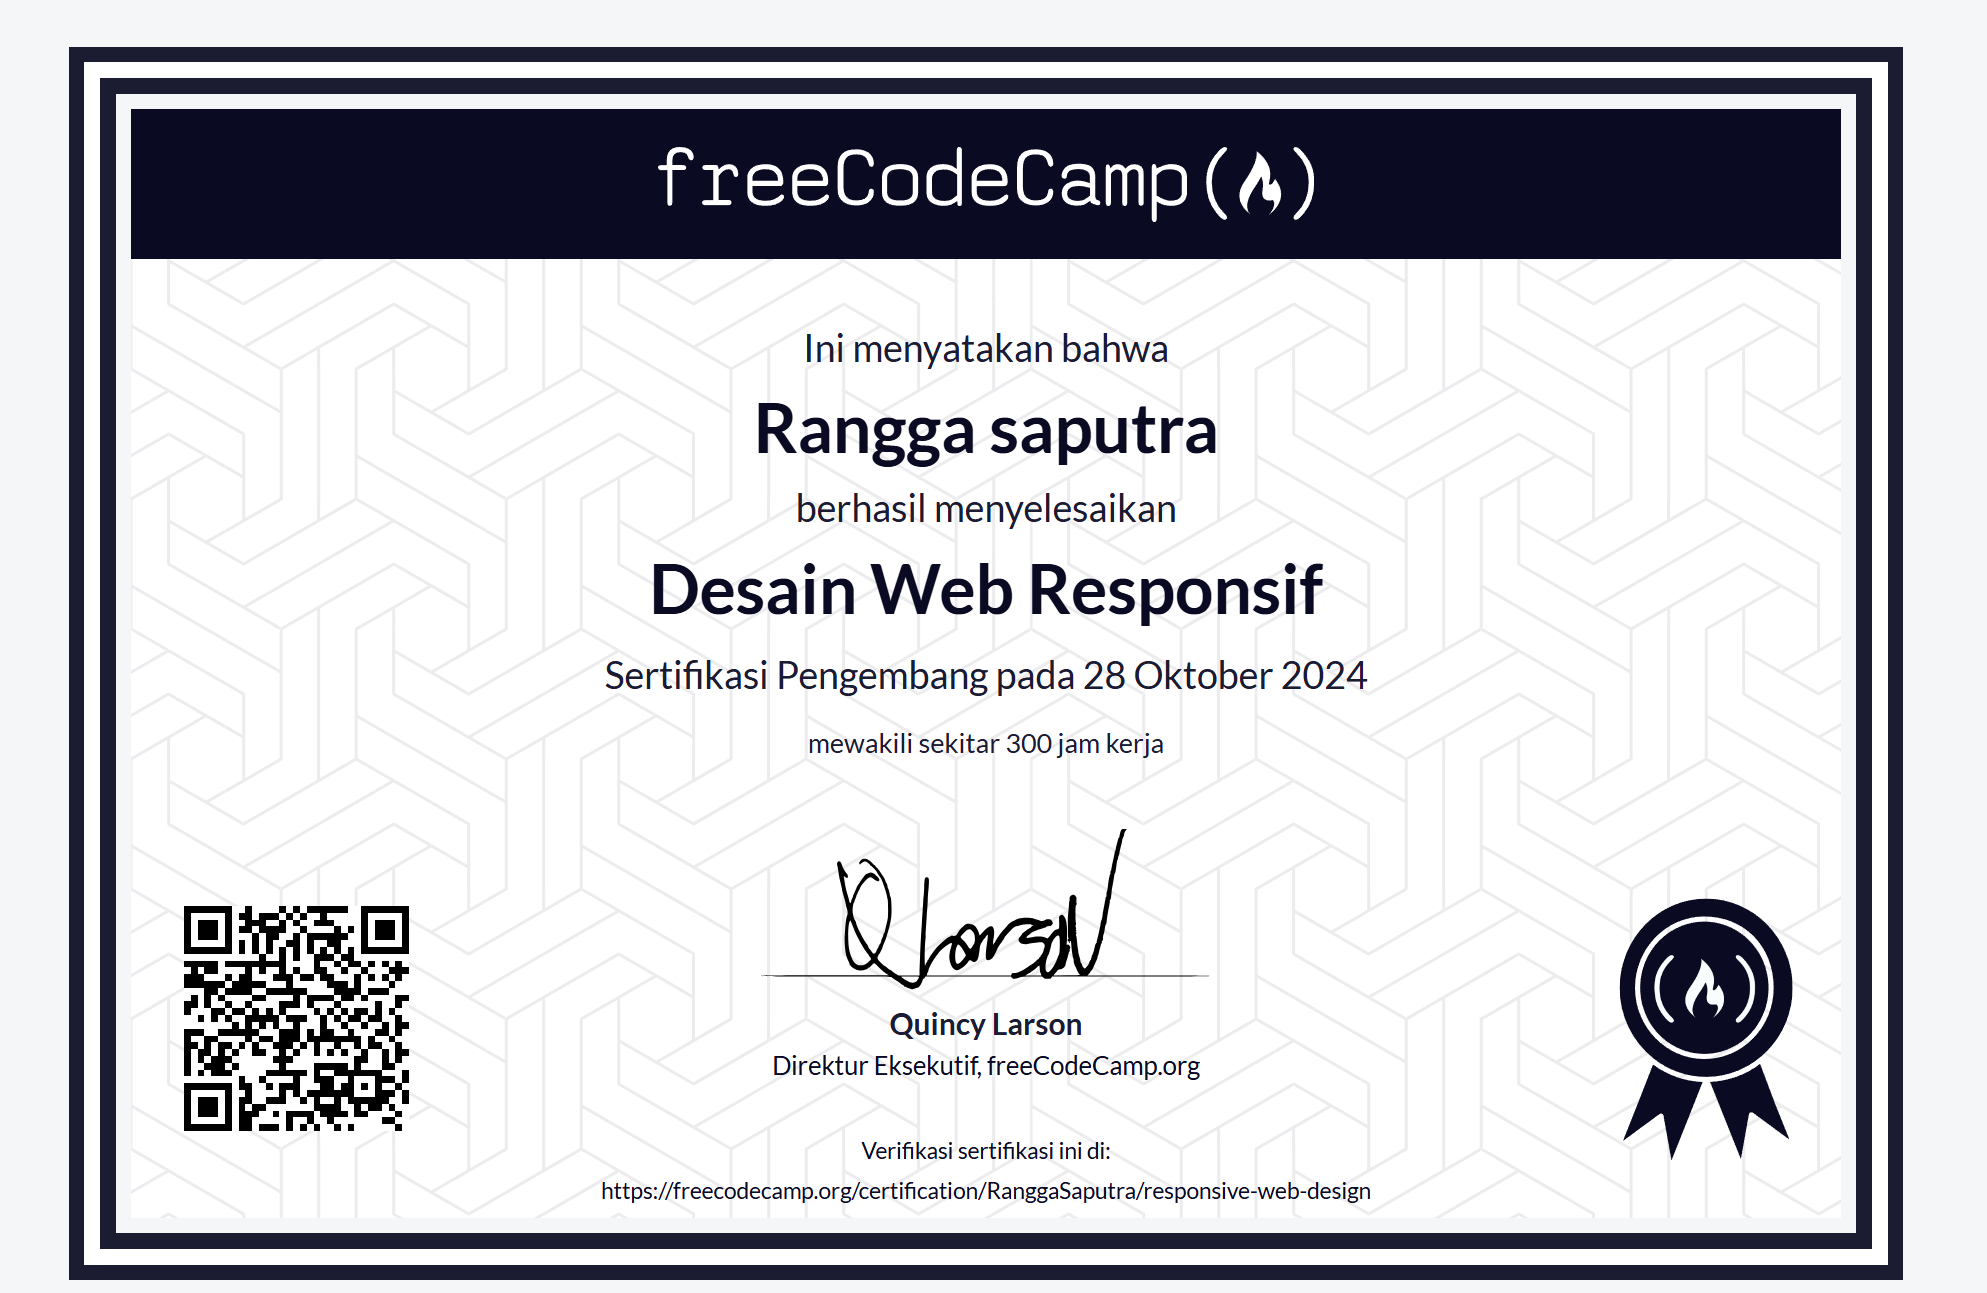 freeCodeCamp
Ini menyatakan bahwa
Rangga saputra
berhasil menyelesaikan
Desain Web Responsif
Sertifikasi Pengembang pada 28 Oktober 2024
mewakili sekitar 300 jam kerja
Quincy Larson
Direktur Eksekutif, freeCodeCamp.org
Verifikasi sertifikasi ini di:
https://freecodecamp.org/certification/RanggaSaputra/responsive-web-design